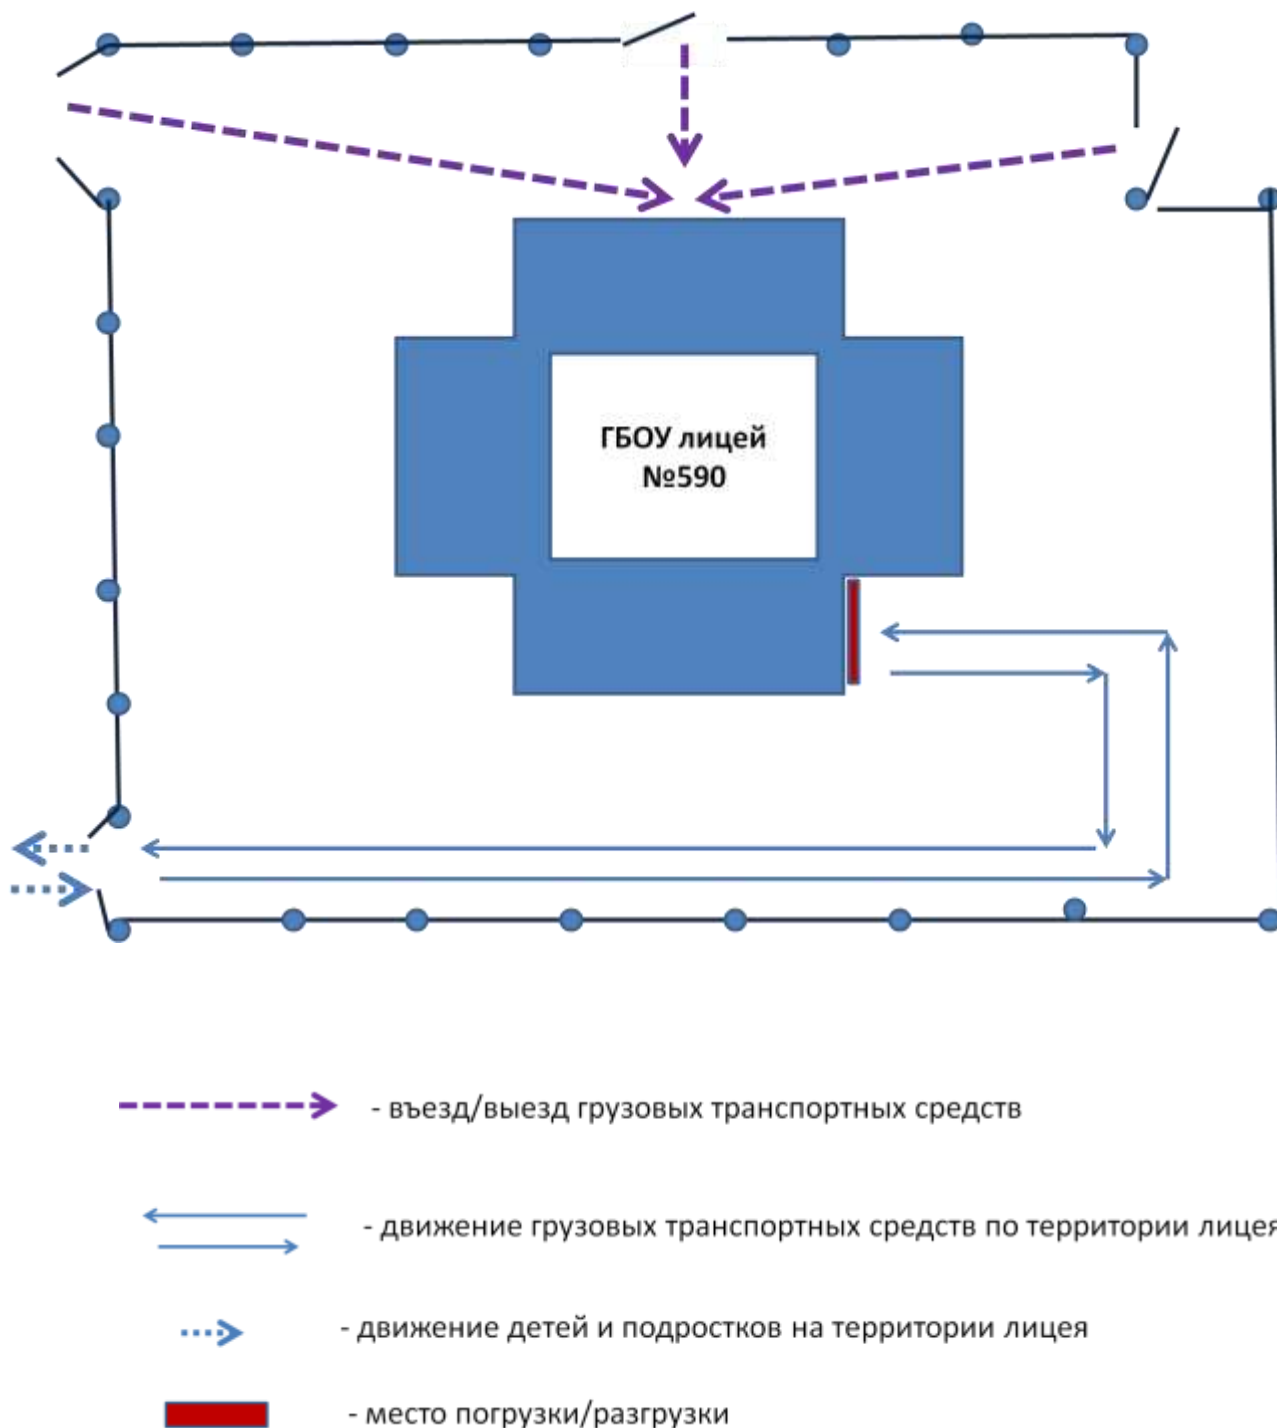 ГБОУ лицей
№590
- въезд/выезд грузовых транспортных средств
- движение грузовых транспортных средств по территории лицея
- движение детей и подростков на территории лицея
- место погрузки/разгрузки